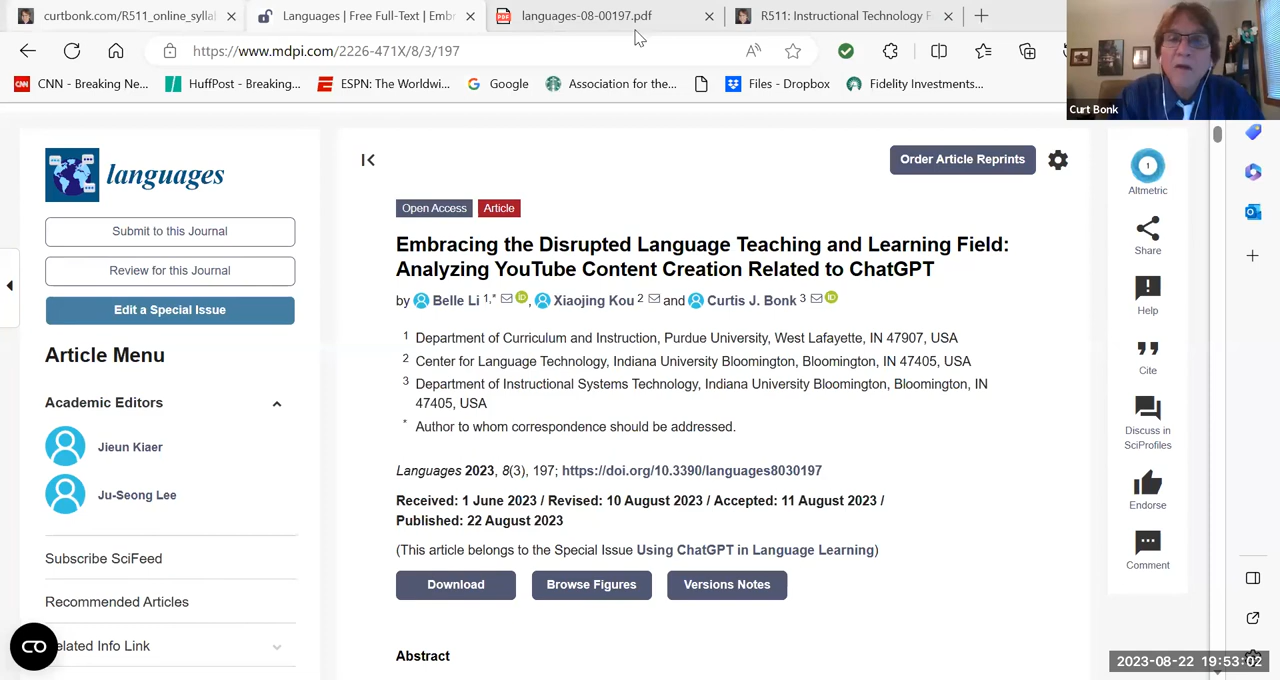 curtbonk.com/R511_online_sylla
Languages | Free Full-Text | Embr
languages-08-00197.pdf
R511: Instructional Technology F
https://www.mdpi.com/2226-471X/8/3/197
CNN - Breaking Ne...
HuffPost - Breaking...
ESPN: The Worldwi...
Google
Association for the...
Files - Dropbox
Fidelity Investments...
Curt Bonk
languages
Submit to this Journal
Review for this Journal
Edit a Special Issue
Article Menu
Academic Editors
Jieun Kiaer
Ju-Seong Lee
Subscribe SciFeed
Recommended Articles
elated Info Link
Order Article Reprints
Open Access
Article
Embracing the Disrupted Language Teaching and Learning Field:
Analyzing YouTube Content Creation Related to ChatGPT
by Belle Li 1,*, Xiaojing Kou 2 and Curtis J. Bonk 3
1 Department of Curriculum and Instruction, Purdue University, West Lafayette, IN 47907, USA
2 Center for Language Technology, Indiana University Bloomington, Bloomington, IN 47405, USA
3 Department of Instructional Systems Technology, Indiana University Bloomington, Bloomington, IN
47405, USA
* Author to whom correspondence should be addressed.
Languages 2023, 8(3), 197; https://doi.org/10.3390/languages8030197
Received: 1 June 2023 / Revised: 10 August 2023 / Accepted: 11 August 2023 /
Published: 22 August 2023
(This article belongs to the Special Issue Using ChatGPT in Language Learning)
Download
Browse Figures
Versions Notes
Abstract
1
Altmetric
Share
Help
Cite
Discuss in
SciProfiles
Endorse
Comment
2023-08-22 19:53:02